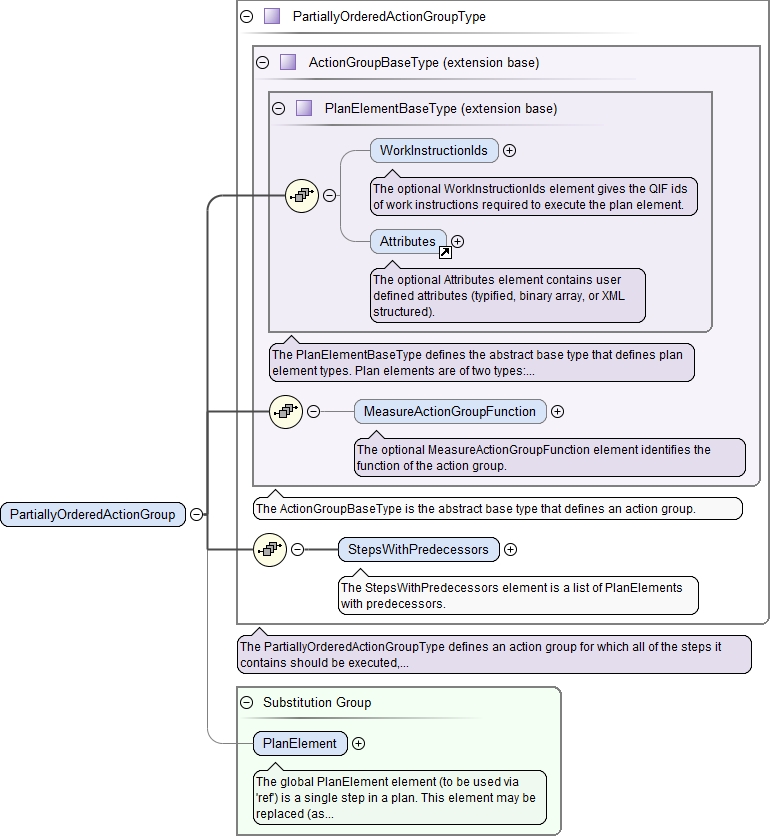 PartiallyOrderedActionGroupType
ActionGroupBaseType (extension base)
PlanElementBaseType (extension base)
WorkInstructionIds
The optional WorkInstructionIds element gives the QIF ids
of work instructions required to execute the plan element.
Attributes
The optional Attributes element contains user
defined attributes (typified, binary array, or XML
structured).
The PlanElementBaseType defines the abstract base type that defines plan
element types. Plan elements are of two types:...
MeasureActionGroupFunction
The optional MeasureActionGroupFunction element identifies the
function of the action group.
The ActionGroupBaseType is the abstract base type that defines an action group.
PartiallyOrderedActionGroup
StepsWithPredecessors
The StepsWithPredecessors element is a list of PlanElements
with predecessors.
The PartiallyOrderedActionGroupType defines an action group for which all of the steps it
contains should be executed,...
Substitution Group
PlanElement
The global PlanElement element (to be used via
'ref') is a single step in a plan. This element may be
replaced (as...